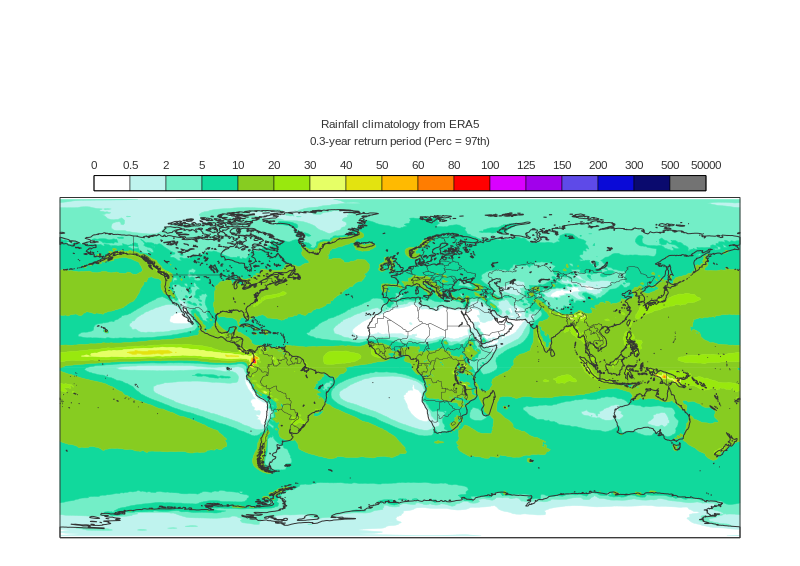 Rainfall climatology from ERA5
0.3-year retrurn period (Perc = 97th)
0 0.5 2 5 10 20 30 40 50 60 80 100 125 150 200 300 500 50000